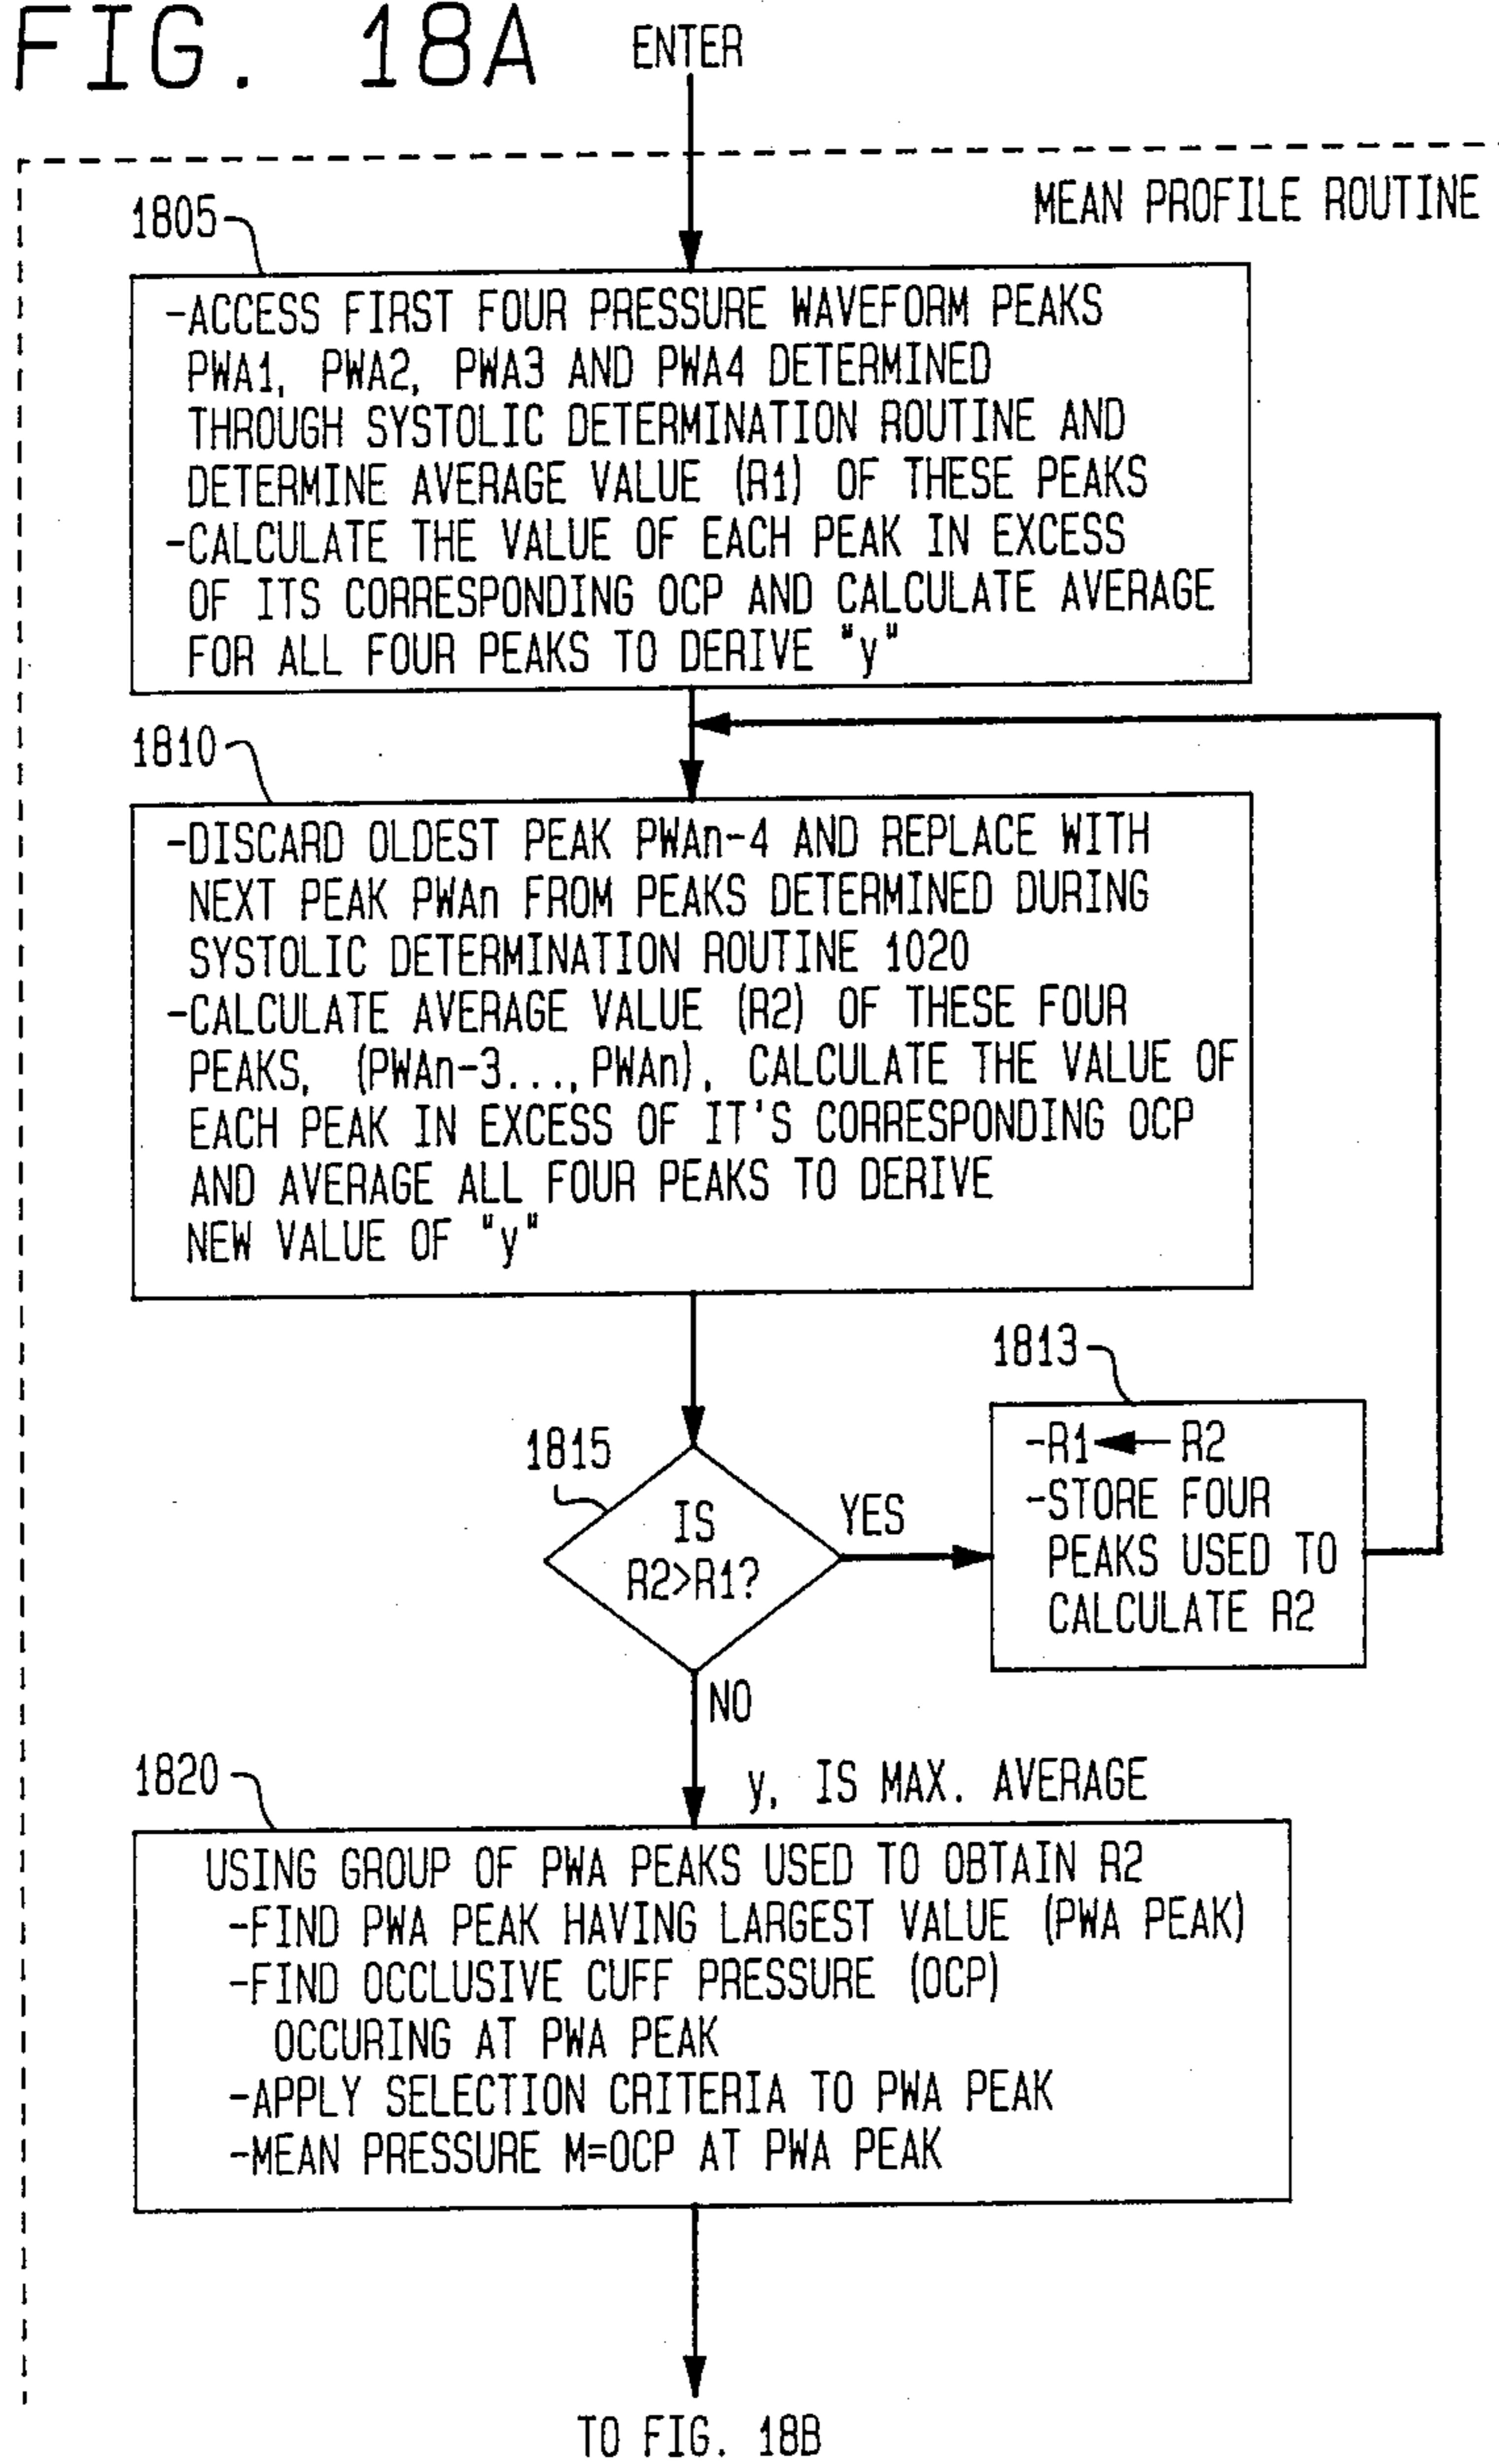 FIG. 18A
ENTER
MEAN PROFILE ROUTINE
1805
-ACCESS FIRST FOUR PRESSURE WAVEFORM PEAKS
PWA1, PWA2, PWA3 AND PWA4 DETERMINED
THROUGH SYSTOLIC DETERMINATION ROUTINE AND
DETERMINE AVERAGE VALUE (R1) OF THESE PEAKS
-CALCULATE THE VALUE OF EACH PEAK IN EXCESS
OF ITS CORRESPONDING OCP AND CALCULATE AVERAGE
FOR ALL FOUR PEAKS TO DERIVE "y"
1810
-DISCARD OLDEST PEAK PWAn-4 AND REPLACE WITH
NEXT PEAK PWAn FROM PEAKS DETERMINED DURING
SYSTOLIC DETERMINATION ROUTINE 1020
-CALCULATE AVERAGE VALUE (R2) OF THESE FOUR
PEAKS, (PWAn-3..., PWAn), CALCULATE THE VALUE OF
EACH PEAK IN EXCESS OF IT'S CORRESPONDING OCP
AND AVERAGE ALL FOUR PEAKS TO DERIVE
NEW VALUE OF "y"
1815
IS
R2>R1?
YES
1813
-R1 ← R2
-STORE FOUR
PEAKS USED TO
CALCULATE R2
NO
y, IS MAX. AVERAGE
1820
USING GROUP OF PWA PEAKS USED TO OBTAIN R2
-FIND PWA PEAK HAVING LARGEST VALUE (PWA PEAK)
-FIND OCCLUSIVE CUFF PRESSURE (OCP)
OCCURING AT PWA PEAK
-APPLY SELECTION CRITERIA TO PWA PEAK
-MEAN PRESSURE M=OCP AT PWA PEAK
TO FIG. 18B